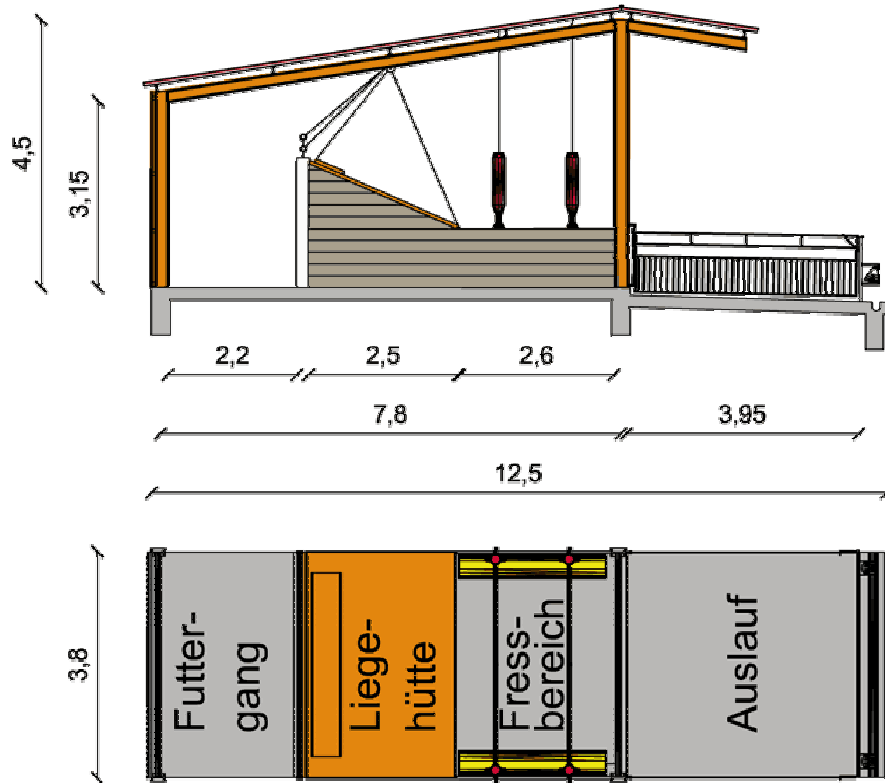 4,5
3,15
2,2
2,5
2,6
7,8
3,95
12,5
3,8
Futter-
gang
Liege-
hütte
Fress-
bereich
Auslauf